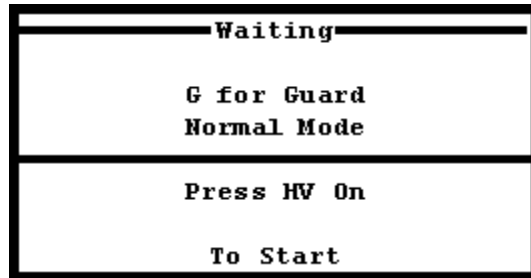 Waiting
G for Guard
Normal Mode
Press HV On
To Start